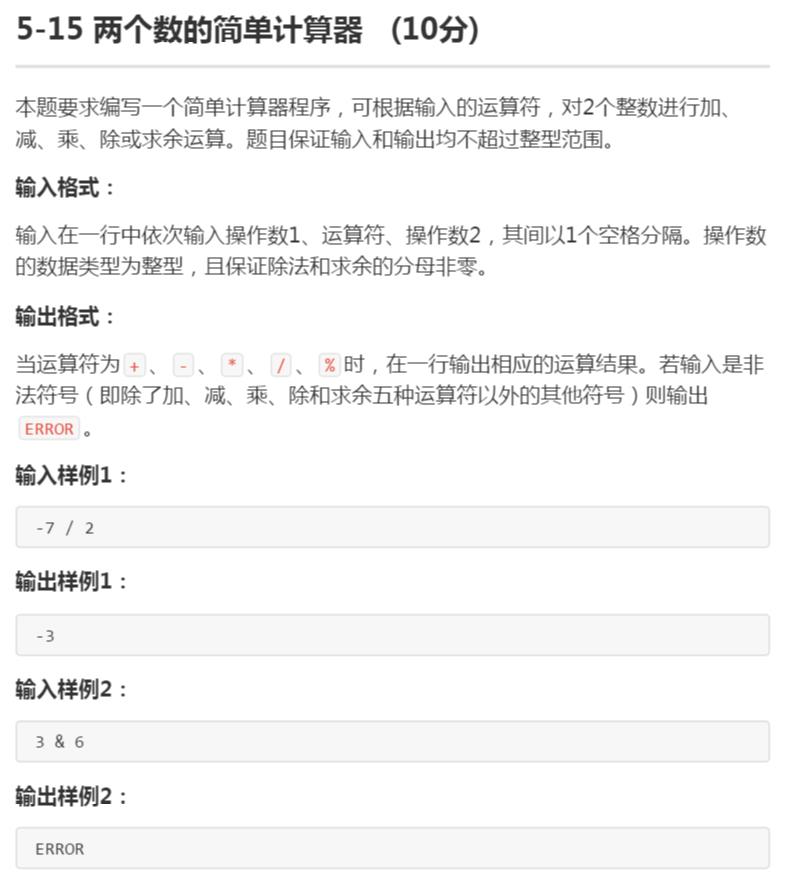 5-15 两个数的简单计算器 (10分)
本题要求编写一个简单计算器程序，可根据输入的运算符，对2个整数进行加、
减、乘、除或求余运算。题目保证输入和输出均不超过整型范围。
输入格式：
输入在一行中依次输入操作数1、运算符、操作数2，其间以1个空格分隔。操作数
的数据类型为整型，且保证除法和求余的分母非零。
输出格式：
当运算符为 + 、 - 、 * 、 / 、 % 时，在一行输出相应的运算结果。若输入是非
法符号（即除了加、减、乘、除和求余五种运算符以外的其他符号）则输出
ERROR 。
输入样例1：
-7 / 2
输出样例1：
-3
输入样例2：
3 & 6
输出样例2：
ERROR